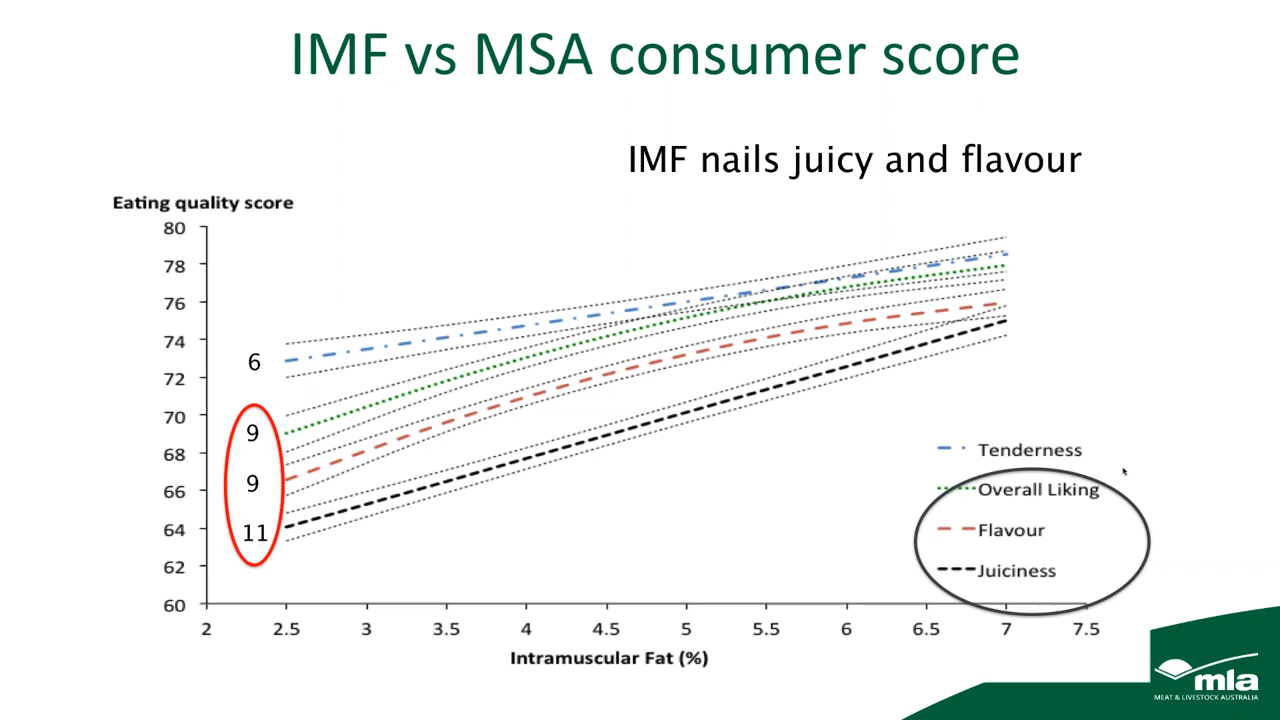 IMF vs MSA consumer score
IMF nails juicy and flavour
Eating quality score
80
78
76
74
72
70
68
66
64
62
60
6
9
9
11
Tenderness
Overall Liking
Flavour
Juiciness
2 2.5 3 3.5 4 4.5 5 5.5 6 6.5 7 7.5
Intramuscular Fat (%)
mla
MEAT & LIVESTOCK AUSTRALIA